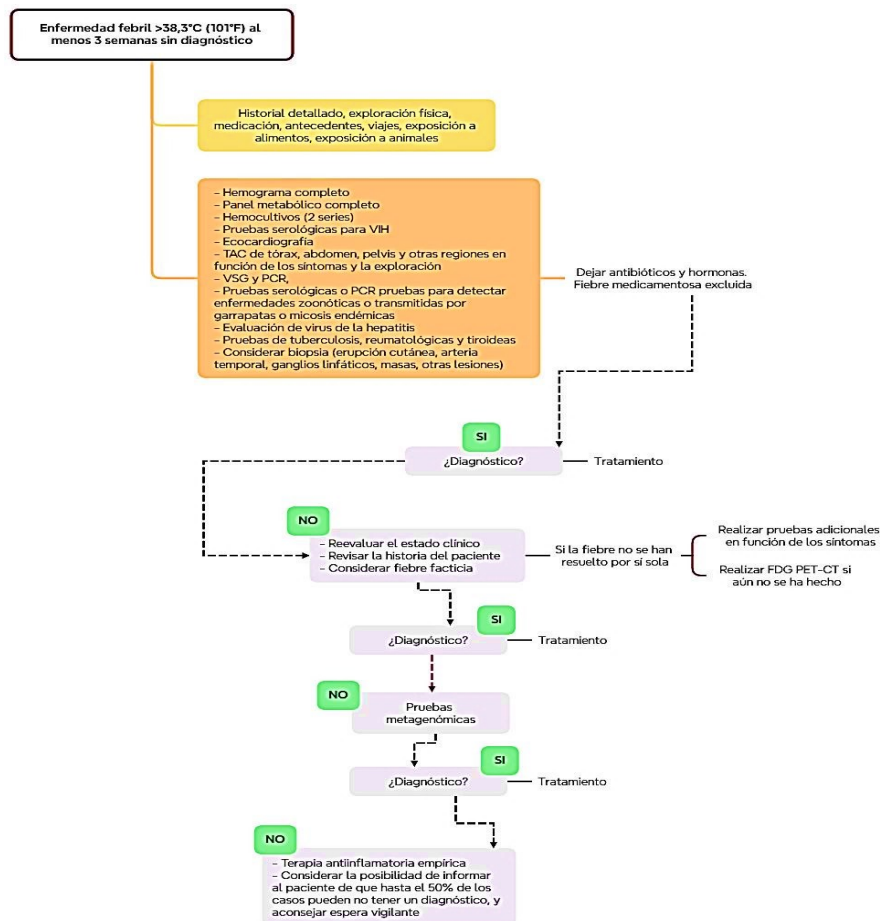 Enfermedad febril >38,3°C (101°F) al
menos 3 semanas sin diagnóstico
Historial detallado, exploración física,
medicación, antecedentes, viajes, exposición a
alimentos, exposición a animales
- Hemograma completo
- Panel metabólico completo
- Hemocultivos (2 series)
- Pruebas serológicas para VIH
- Ecocardiografía
- TAC de tórax, abdomen, pelvis y otras regiones en
función de los síntomas y la exploración
- VSG y PCR,
- Pruebas serológicas o PCR pruebas para detectar
enfermedades zoonóticas o transmitidas por
garrapatas o micosis endémicas
- Evaluación de virus de la hepatitis
- Pruebas de tuberculosis, reumatológicas y tiroideas
- Considerar biopsia (erupción cutánea, arteria
temporal, ganglios linfáticos, masas, otras lesiones)
Dejar antibióticos y hormonas.
Fiebre medicamentosa excluida
SI
¿Diagnóstico?
Tratamiento
NO
- Reevaluar el estado clínico
- Revisar la historia del paciente
- Considerar fiebre facticia
Si la fiebre no se han
resuelto por sí sola
Realizar pruebas adicionales
en función de los síntomas
Realizar FDG PET-CT si
aún no se ha hecho
SI
¿Diagnóstico?
Tratamiento
NO
Pruebas
metagenómicas
SI
¿Diagnóstico?
Tratamiento
NO
- Terapia antiinflamatoria empírica
- Considerar la posibilidad de informar
al paciente de que hasta el 50% de los
casos pueden no tener un diagnóstico, y
aconsejar espera vigilante